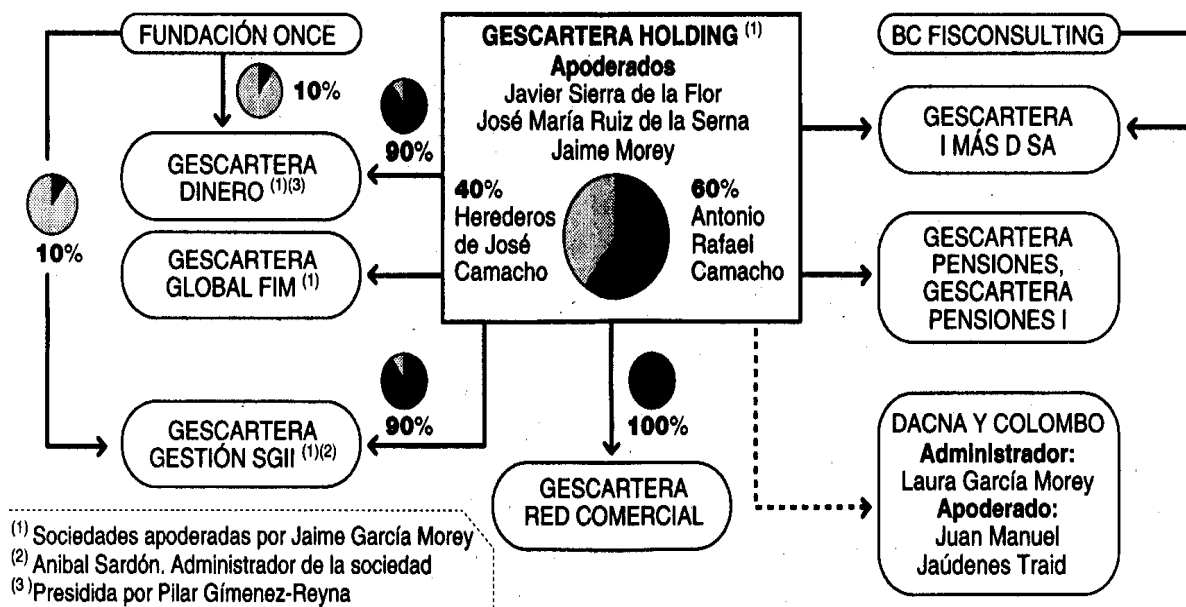 FUNDACIÓN ONCE
10%
90%
GESCARTERA
DINERO (1)(3)
10%
GESCARTERA
GLOBAL FIM (1)
90%
GESCARTERA
GESTIÓN SGII (1)(2)
GESCARTERA HOLDING (1)
Apoderados
Javier Sierra de la Flor
José María Ruiz de la Serna
Jaime Morey
40%
Herederos
de José
Camacho
60%
Antonio
Rafael
Camacho
100%
GESCARTERA
RED COMERCIAL
BC FISCONSULTING
GESCARTERA
I MÁS D SA
GESCARTERA
PENSIONES,
GESCARTERA
PENSIONES I
DACNA Y COLOMBO
Administrador:
Laura García Morey
Apoderado:
Juan Manuel
Jaúdenes Traid
(1) Sociedades apoderadas por Jaime García Morey
(2) Anibal Sardón. Administrador de la sociedad
(3) Presidida por Pilar Gímenez-Reyna